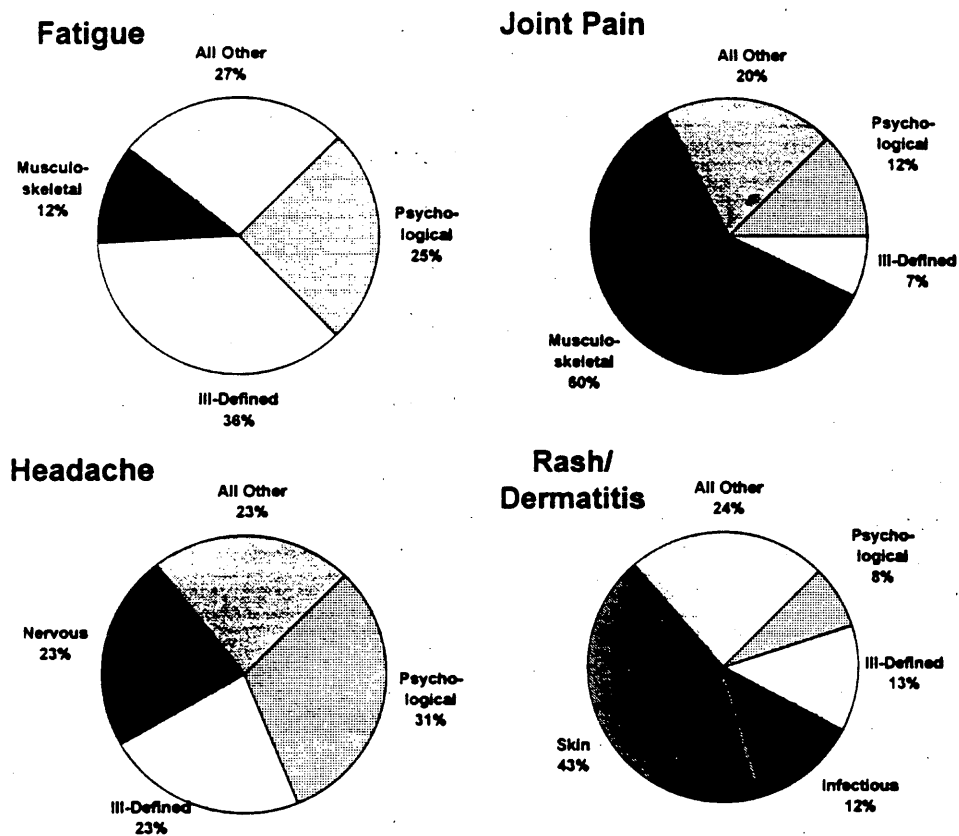 Fatigue
All Other
27%
Musculo-
skeletal
12%
Psycho-
logical
25%
Ill-Defined
36%
Joint Pain
All Other
20%
Psycho-
logical
12%
Ill-Defined
7%
Musculo-
skeletal
60%
Headache
All Other
23%
Nervous
23%
Psycho-
logical
31%
Ill-Defined
23%
Rash/
Dermatitis
All Other
24%
Psycho-
logical
8%
Ill-Defined
13%
Skin
43%
Infectious
12%